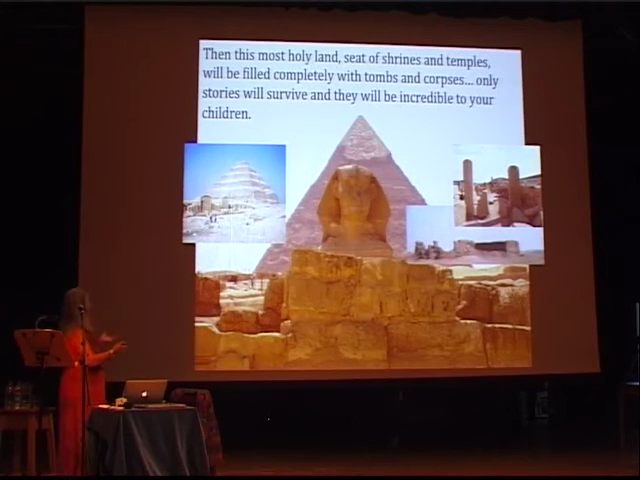 Then this most holy land, seat of shrines and temples,
will be filled completely with tombs and corpses... only
stories will survive and they will be incredible to your
children.